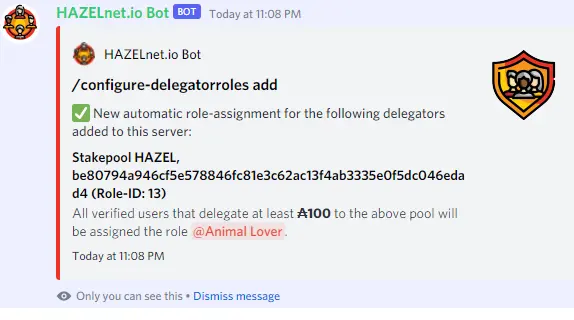 HAZELnet.io Bot BOT Today at 11:08 PM
HAZELnet.io Bot
/configure-delegatorroles add
✅ New automatic role-assignment for the following delegators
added to this server:
Stakepool HAZEL,
be80794a946cf5e578846fc81e3c62ac13f4ab3335e0f5dc046eda
d4 (Role-ID: 13)
All verified users that delegate at least ₳100 to the above pool will
be assigned the role @Animal Lover.
Today at 11:08 PM
Only you can see this • Dismiss message